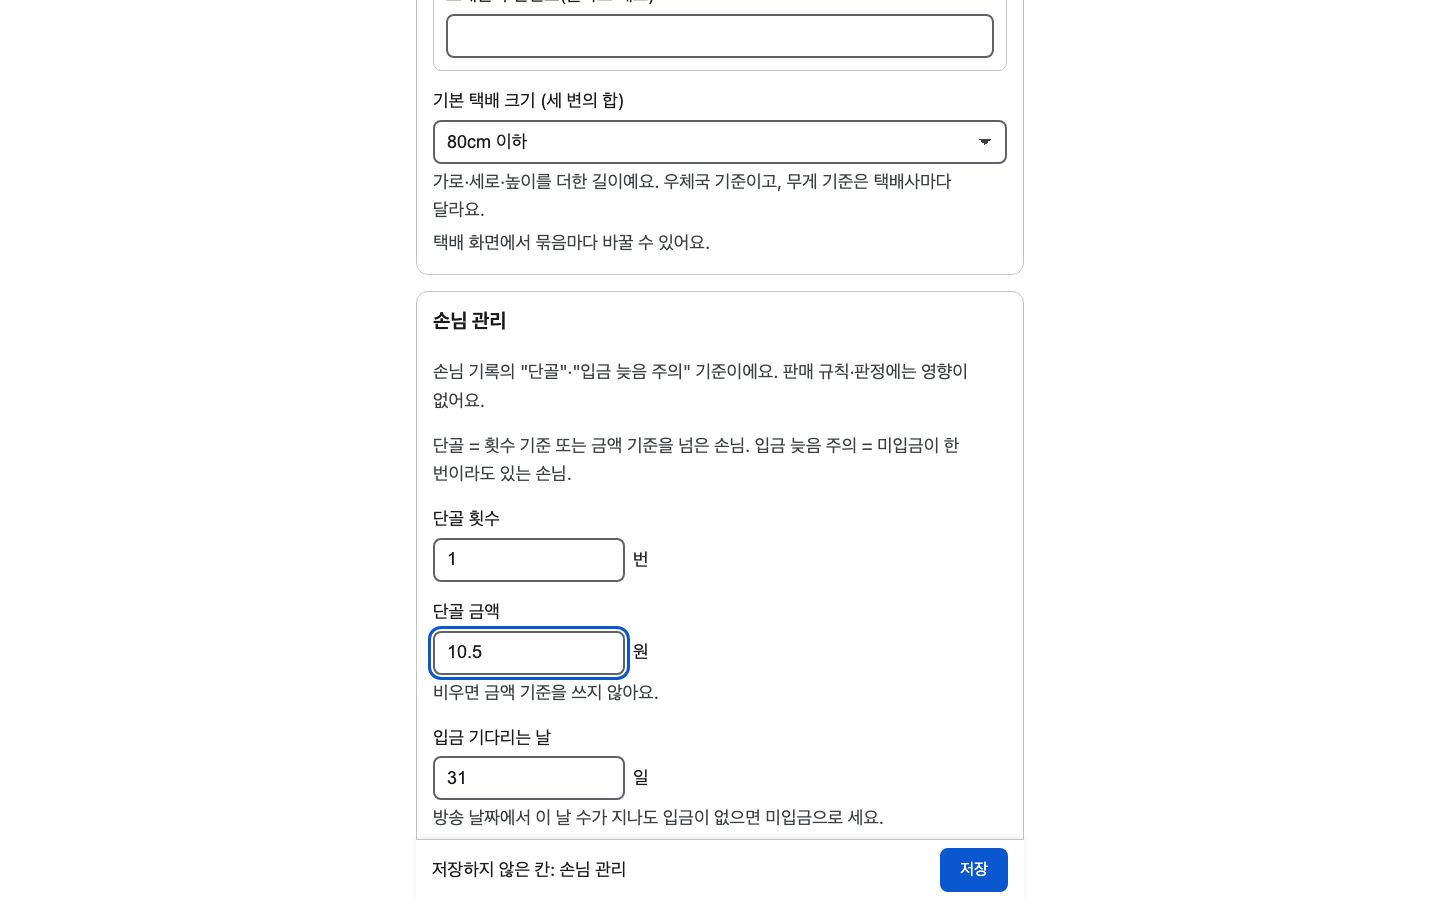 기본 택배 크기 (세 변의 합)
80cm 이하
가로·세로·높이를 더한 길이예요. 우체국 기준이고, 무게 기준은 택배사마다
달라요.
택배 화면에서 묶음마다 바꿀 수 있어요.
손님 관리
손님 기록의 "단골"·"입금 늦음 주의" 기준이에요. 판매 규칙·판정에는 영향이
없어요.
단골 = 횟수 기준 또는 금액 기준을 넘은 손님. 입금 늦음 주의 = 미입금이 한
번이라도 있는 손님.
단골 횟수
1 번
단골 금액
10.5 원
비우면 금액 기준을 쓰지 않아요.
입금 기다리는 날
31 일
방송 날짜에서 이 날 수가 지나도 입금이 없으면 미입금으로 세요.
저장하지 않은 칸: 손님 관리
저장